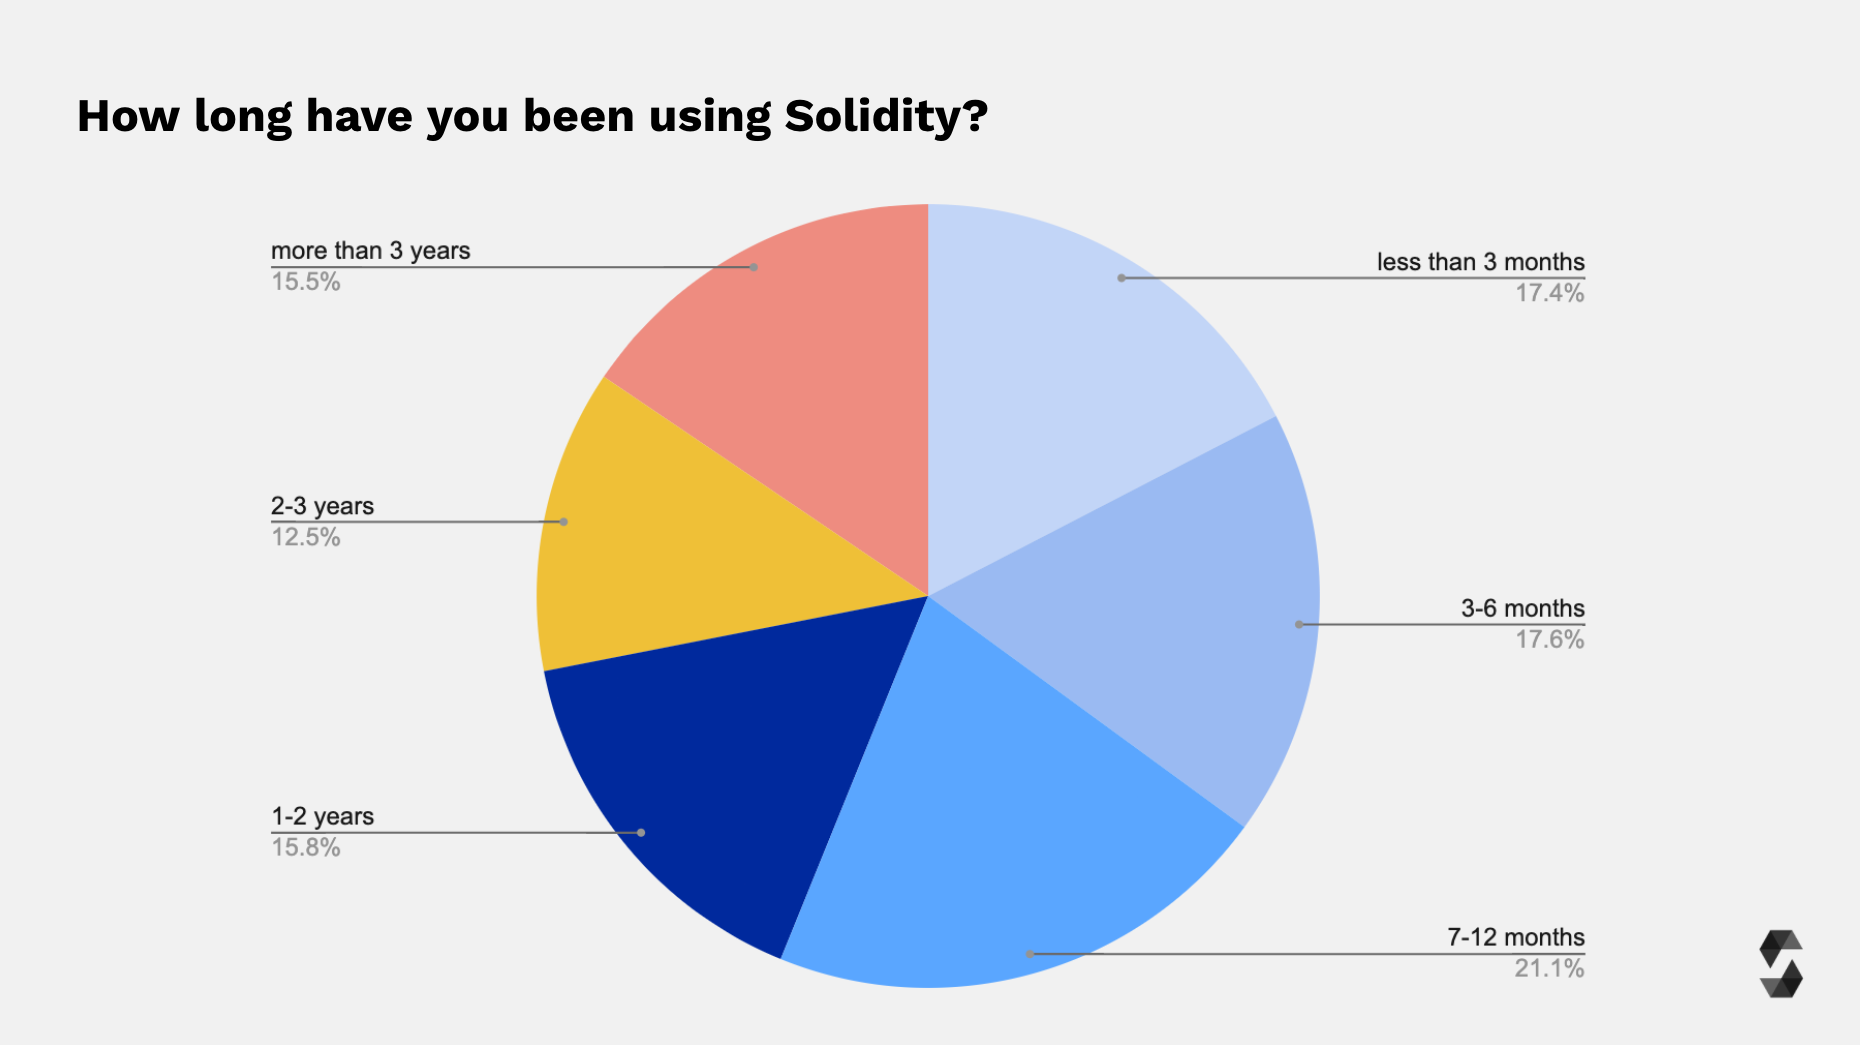 How long have you been using Solidity?
more than 3 years
15.5%
less than 3 months
17.4%
2-3 years
12.5%
3-6 months
17.6%
1-2 years
15.8%
7-12 months
21.1%